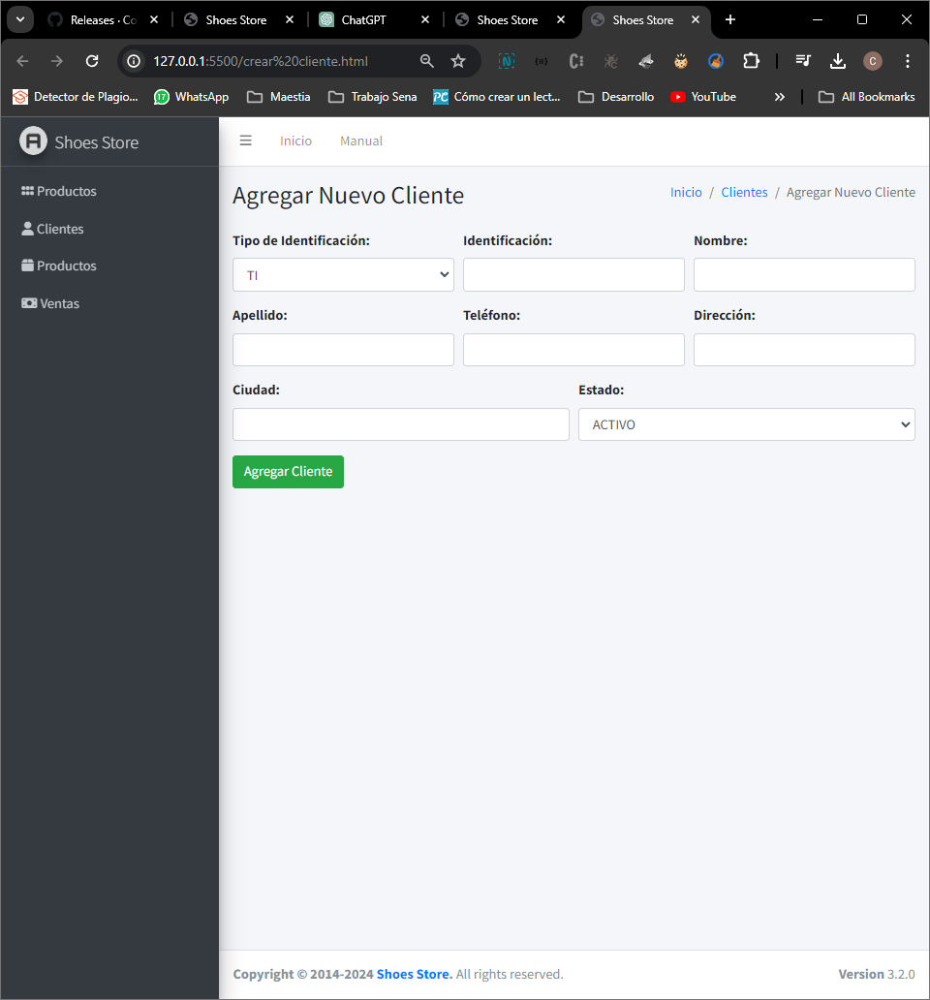 Releases · Co
Shoes Store
ChatGPT
Shoes Store
Shoes Store
127.0.0.1:5500/crear%20cliente.html
C
Detector de Plagio...
17
WhatsApp
Maestia
Trabajo Sena
PC
Cómo crear un lect...
Desarrollo
YouTube
All Bookmarks
Shoes Store
Inicio
Manual
Productos
Clientes
Productos
Ventas
Agregar Nuevo Cliente
Inicio / Clientes / Agregar Nuevo Cliente
Tipo de Identificación:
Identificación:
Nombre:
TI
Apellido:
Teléfono:
Dirección:
Ciudad:
Estado:
ACTIVO
Agregar Cliente
Copyright © 2014-2024 Shoes Store. All rights reserved.
Version 3.2.0